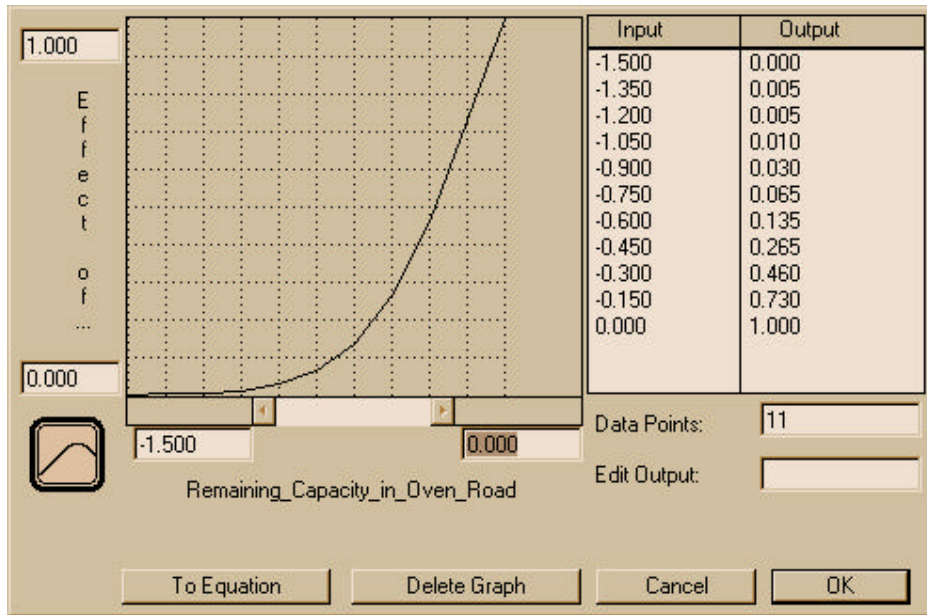 1.000
Effect of ...
0.000
-1.500
0.000
Remaining_Capacity_in_Oven_Road
Input Output
-1.500 0.000
-1.350 0.005
-1.200 0.005
-1.050 0.010
-0.900 0.030
-0.750 0.065
-0.600 0.135
-0.450 0.265
-0.300 0.460
-0.150 0.730
0.000 1.000
Data Points: 11
Edit Output:
To Equation
Delete Graph
Cancel
OK